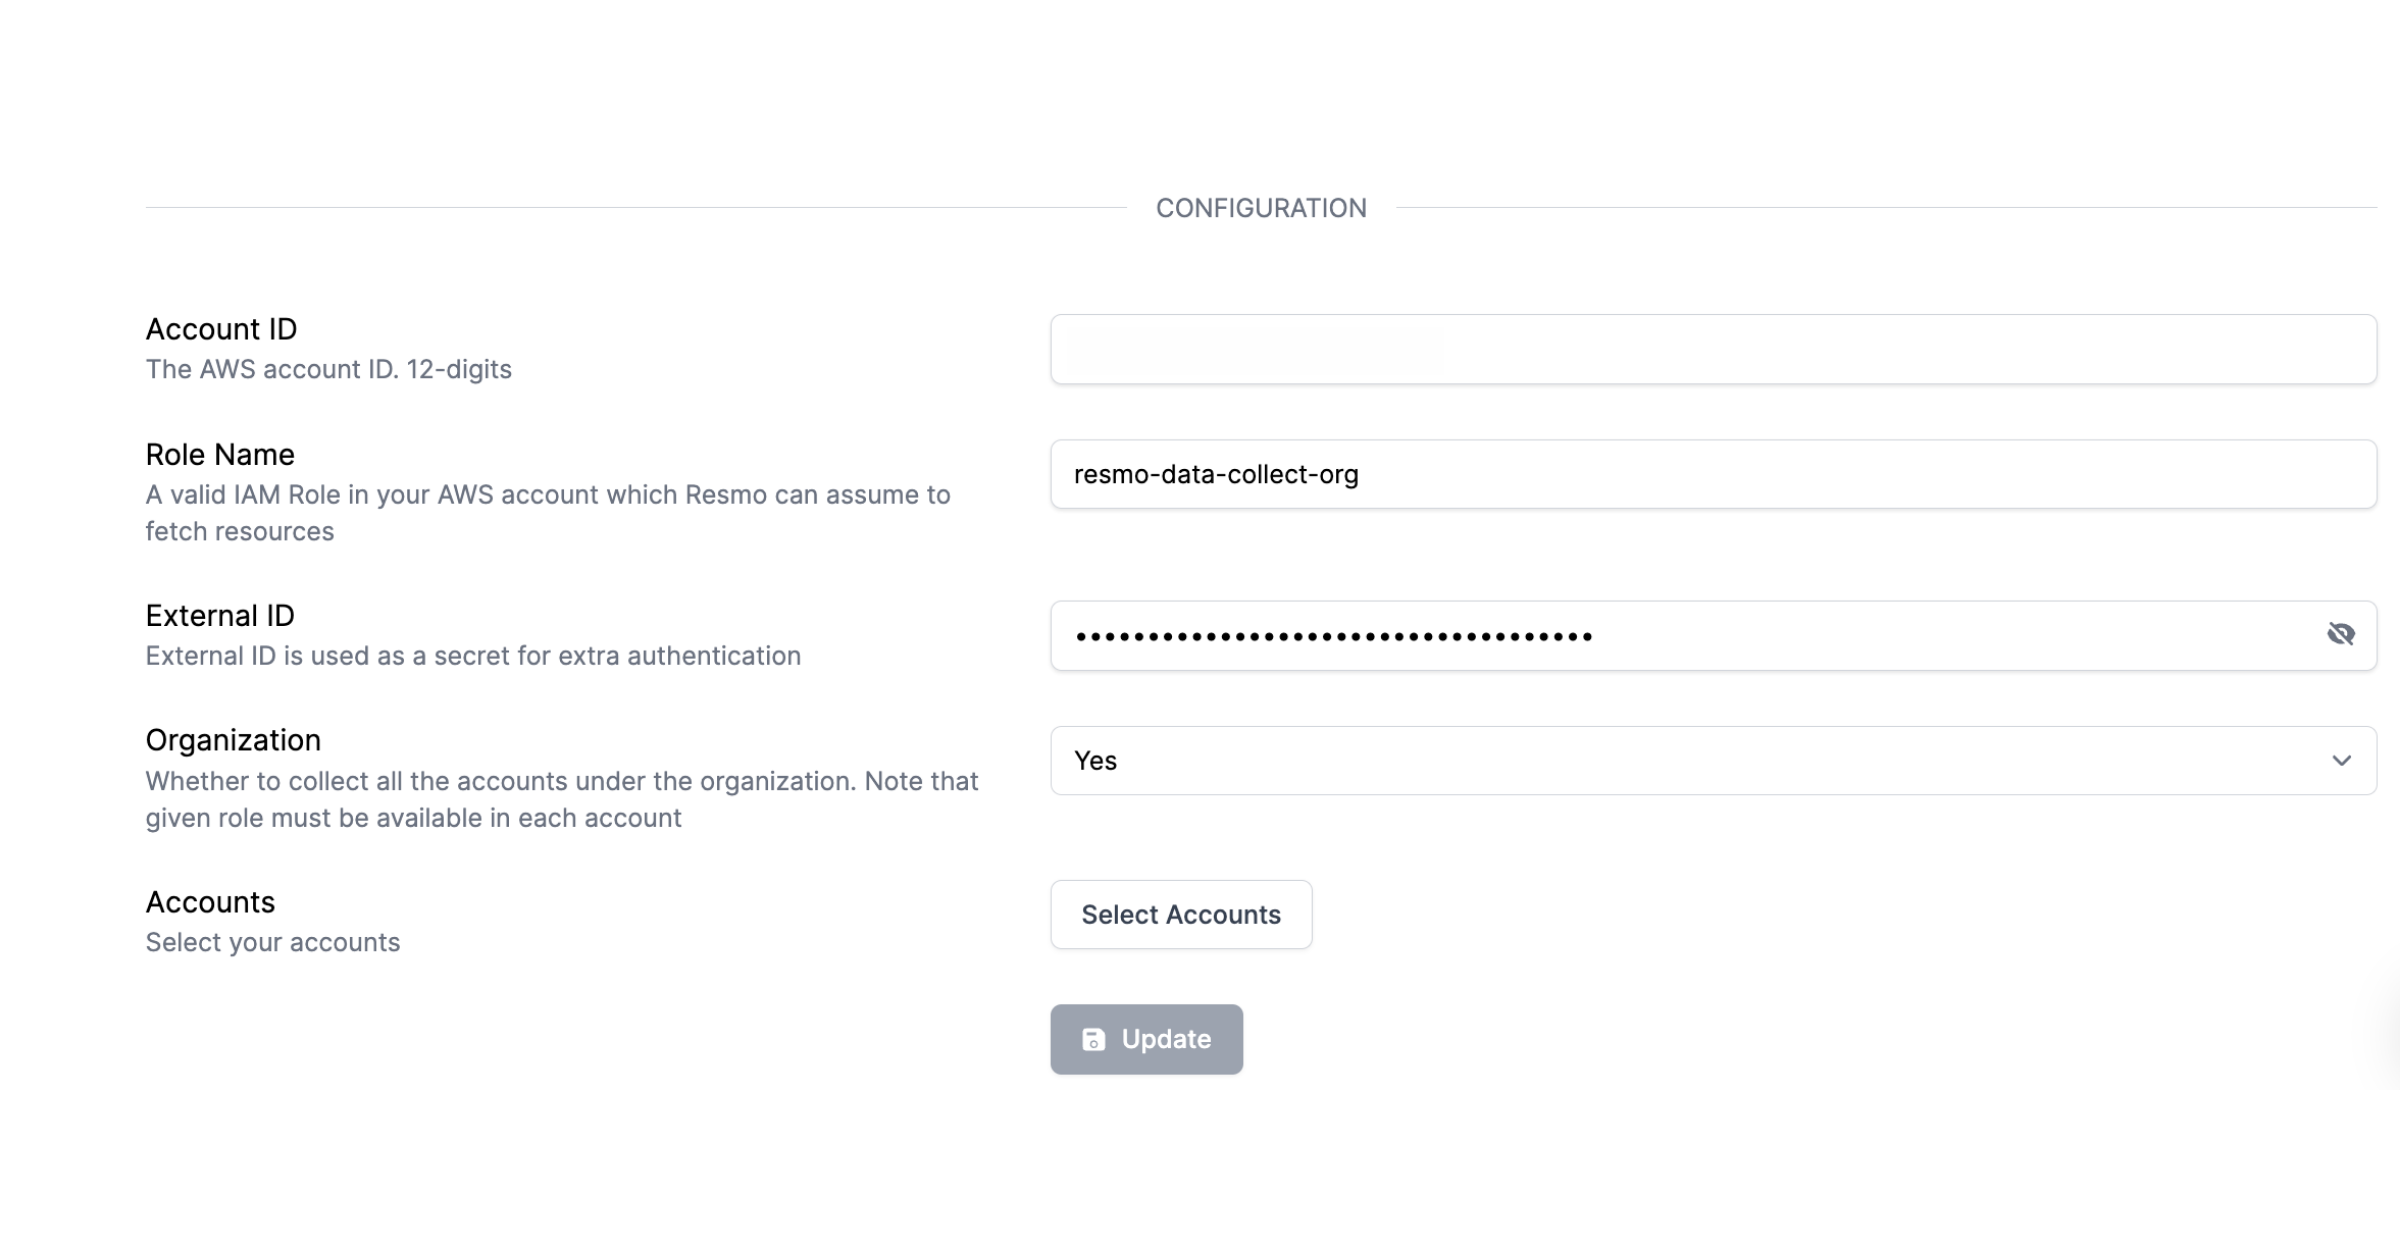 CONFIGURATION
Account ID
The AWS account ID. 12-digits
Role Name
A valid IAM Role in your AWS account which Resmo can assume to
fetch resources
resmo-data-collect-org
External ID
External ID is used as a secret for extra authentication
••••••••••••••••••••••••••••••••••••
Organization
Whether to collect all the accounts under the organization. Note that
given role must be available in each account
Yes
Accounts
Select your accounts
Select Accounts
Update